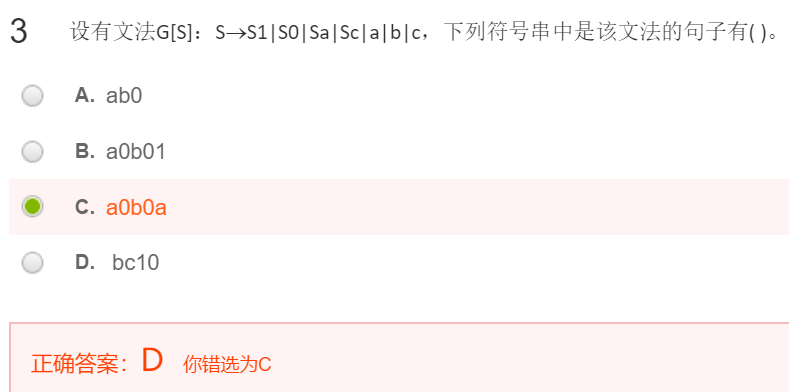 3 设有文法G[S]：S→S1|S0|Sa|Sc|a|b|c，下列符号串中是该文法的句子有( )。
A. ab0
B. a0b01
C. a0b0a
D. bc10
正确答案：D 你错选为C